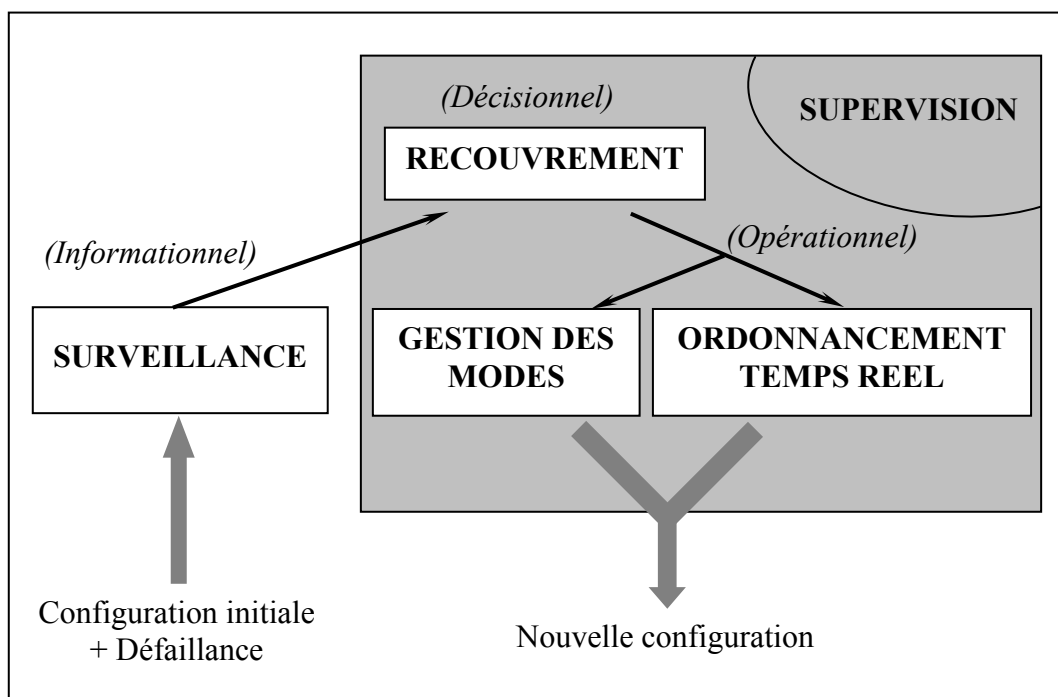 (Décisionnel)
SUPERVISION
RECOUVREMENT
(Informationnel)
(Opérationnel)
SURVEILLANCE
GESTION DES
MODES
ORDONNANCEMENT
TEMPS REEL
Configuration initiale
+ Défaillance
Nouvelle configuration